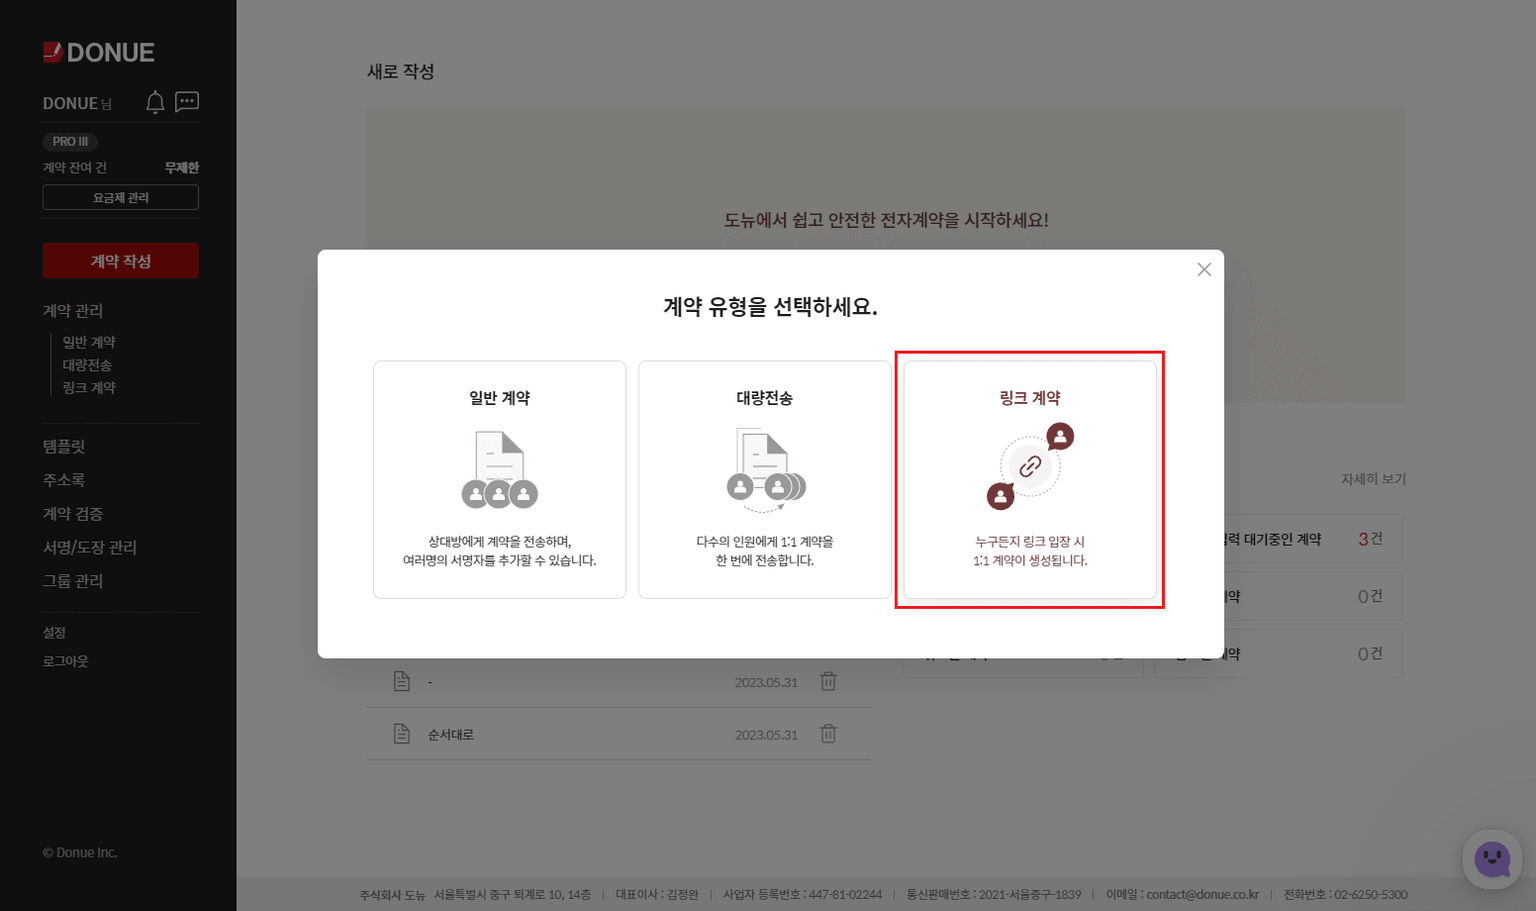 DONUE
DONUE 님
PRO III
계약 잔여 건 무제한
요금제 관리
계약 작성
계약 관리
일반 계약
대량전송
링크 계약
템플릿
주소록
계약 검증
서명/도장 관리
그룹 관리
설정
로그아웃
© Donue Inc.
새로 작성
도뉴에서 쉽고 안전한 전자계약을 시작하세요!
계약 유형을 선택하세요.
일반 계약
상대방에게 계약을 전송하며,
여러명의 서명자를 추가할 수 있습니다.
대량전송
다수의 인원에게 1:1 계약을
한 번에 전송합니다.
링크 계약
누구든지 링크 입장 시
1:1 계약이 생성됩니다.
자세히 보기
대기중인 계약 3건
0건
0건
- 2023.05.31
순서대로 2023.05.31
주식회사 도뉴 서울특별시 중구 퇴계로 10, 14층 | 대표이사 : 김정완 | 사업자 등록번호 : 447-81-02244 | 통신판매번호 : 2021-서울중구-1839 | 이메일 : contact@donue.co.kr | 전화번호 : 02-6250-5300